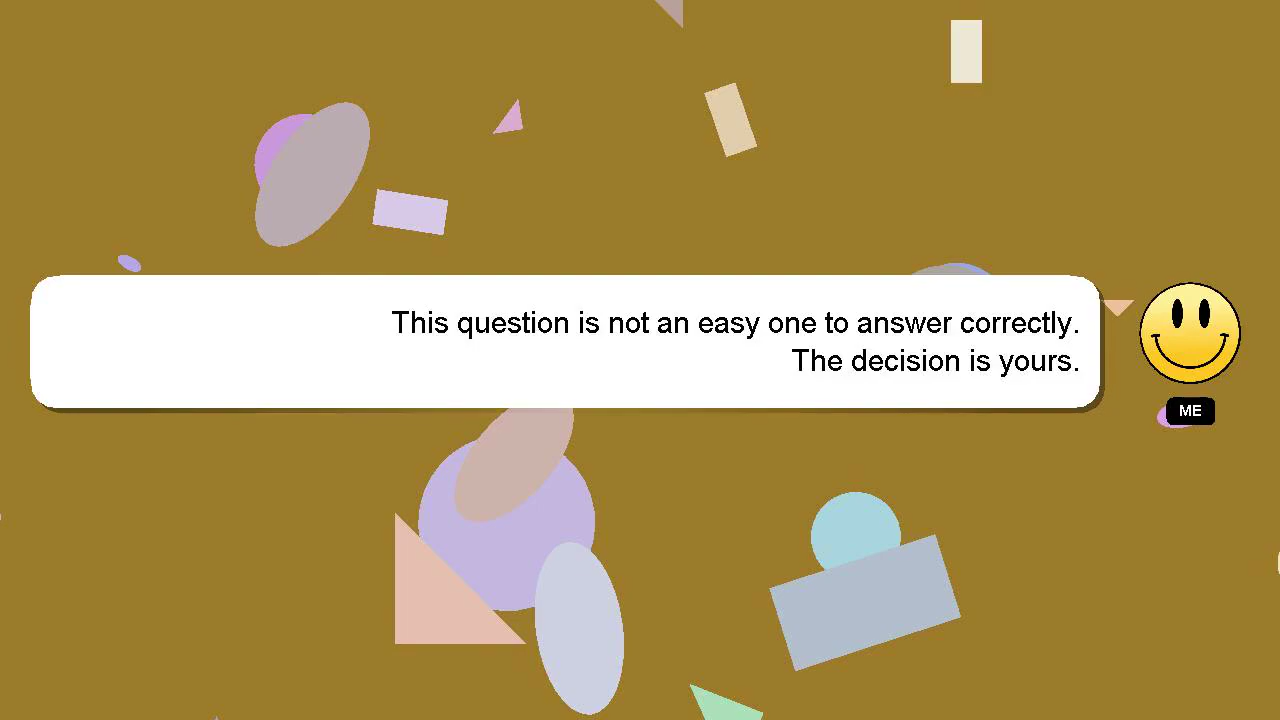 This question is not an easy one to answer correctly.
The decision is yours.
ME